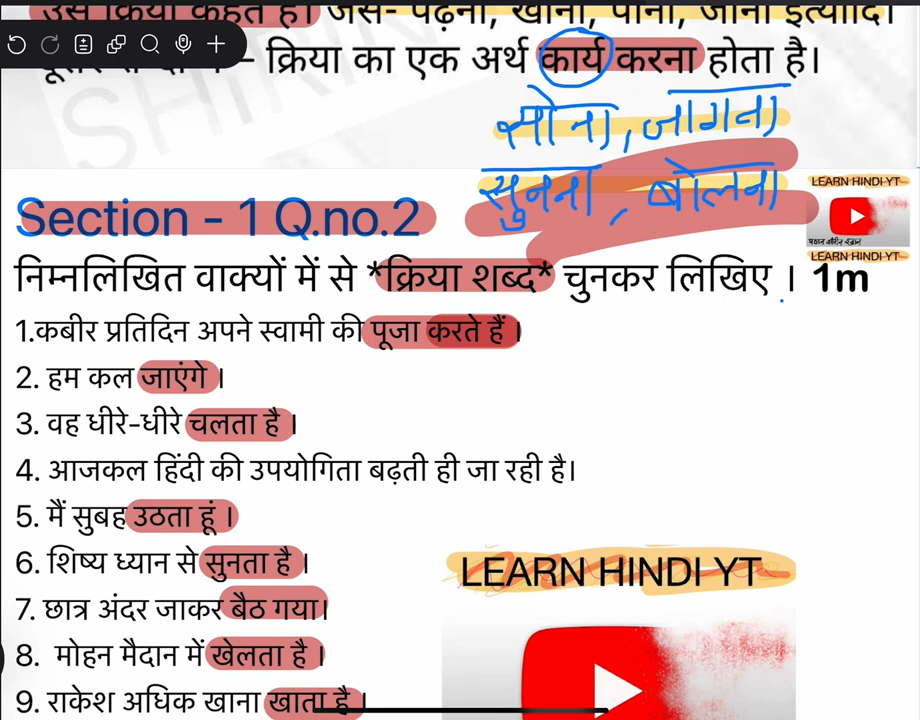 उसे क्रिया कहते हैं। जैसे- पढ़ना, खाना, पीना, जाना इत्यादि।
– क्रिया का एक अर्थ कार्य करना होता है।
सोना, जागना
सुनना, बोलना
LEARN HINDI-YT
LEARN HINDI-YT
Section - 1 Q.no.2
निम्नलिखित वाक्यों में से *क्रिया शब्द* चुनकर लिखिए । 1m
1.कबीर प्रतिदिन अपने स्वामी की पूजा करते हैं ।
2. हम कल जाएंगे ।
3. वह धीरे-धीरे चलता है ।
4. आजकल हिंदी की उपयोगिता बढ़ती ही जा रही है।
5. मैं सुबह उठता हूं ।
6. शिष्य ध्यान से सुनता है ।
LEARN HINDI YT
7. छात्र अंदर जाकर बैठ गया।
8. मोहन मैदान में खेलता है ।
9. राकेश अधिक खाना खाता है ।